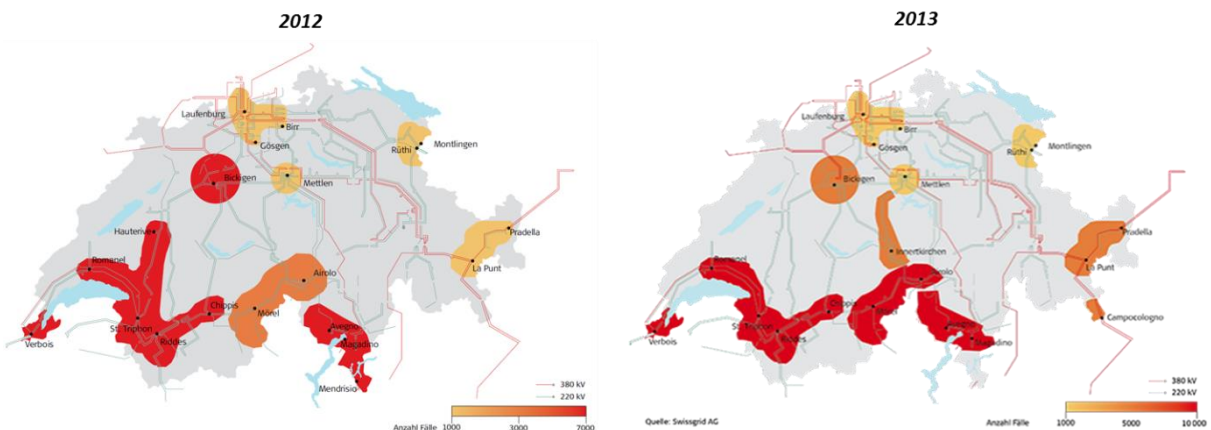 2012
2013
Laufenburg
Birr
Gösgen
Rüthi
Montlingen
Bickigen
Mettlen
Hauterive
Pradella
La Punt
Romanel
Airolo
Chippis
Mörel
St. Triphon
Riddes
Avegno
Magadino
Verbois
Mendrisio
380 kV
220 kV
Anzahl Fälle
1000 3000 7000
Laufenburg
Birr
Gösgen
Rüthi
Montlingen
Bickigen
Mettlen
Pradella
Innertkirchen
La Punt
Romanel
Airolo
Chippis
Mörel
Campocologno
St. Triphon
Riddes
Avegno
Magadino
Verbois
380 kV
220 kV
Quelle: Swissgrid AG
Anzahl Fälle
1000 5000 10 000